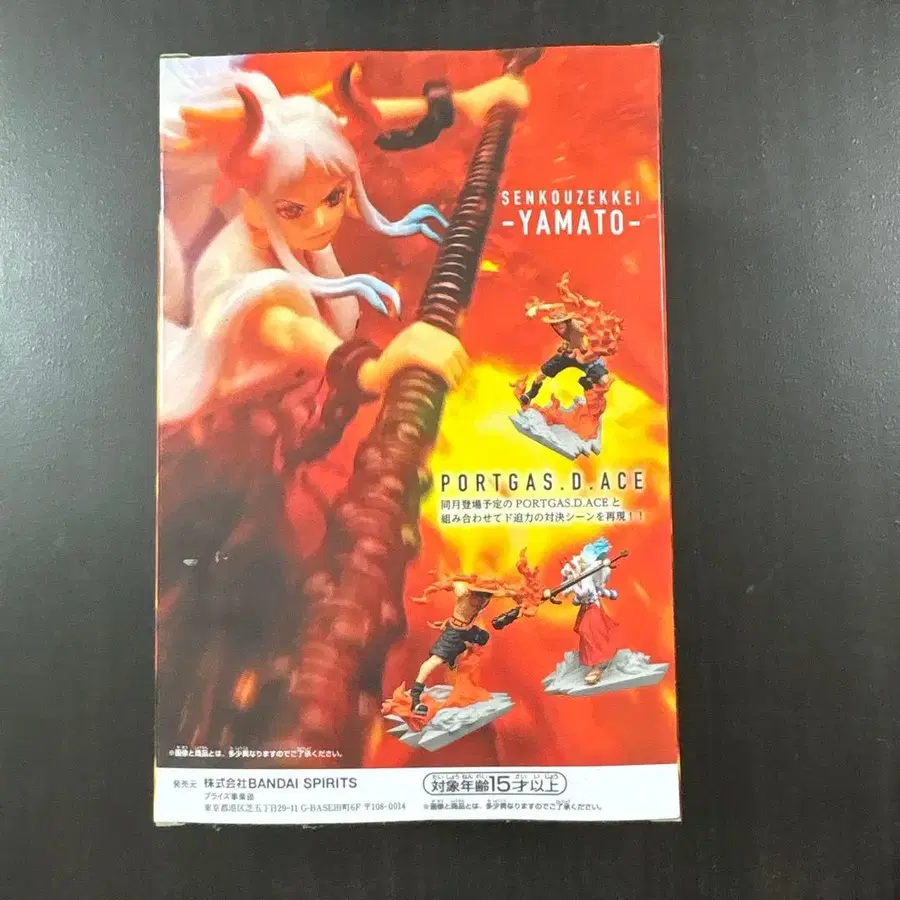 SENKOUZEKKEI
-YAMATO-
PORTGAS.D.ACE
同月登場予定のPORTGAS.D.ACEと
組み合わせてド迫力の対決シーンを再現！！
※画像と商品とは、多少異なりますのでご了承ください。
発売元 株式会社BANDAI SPIRITS
プライズ事業部
東京都港区芝五丁目29-11 G-BASE田町6F 〒108-0014
対象年齢15才以上
※画像と商品とは、多少異なりますのでご了承ください。